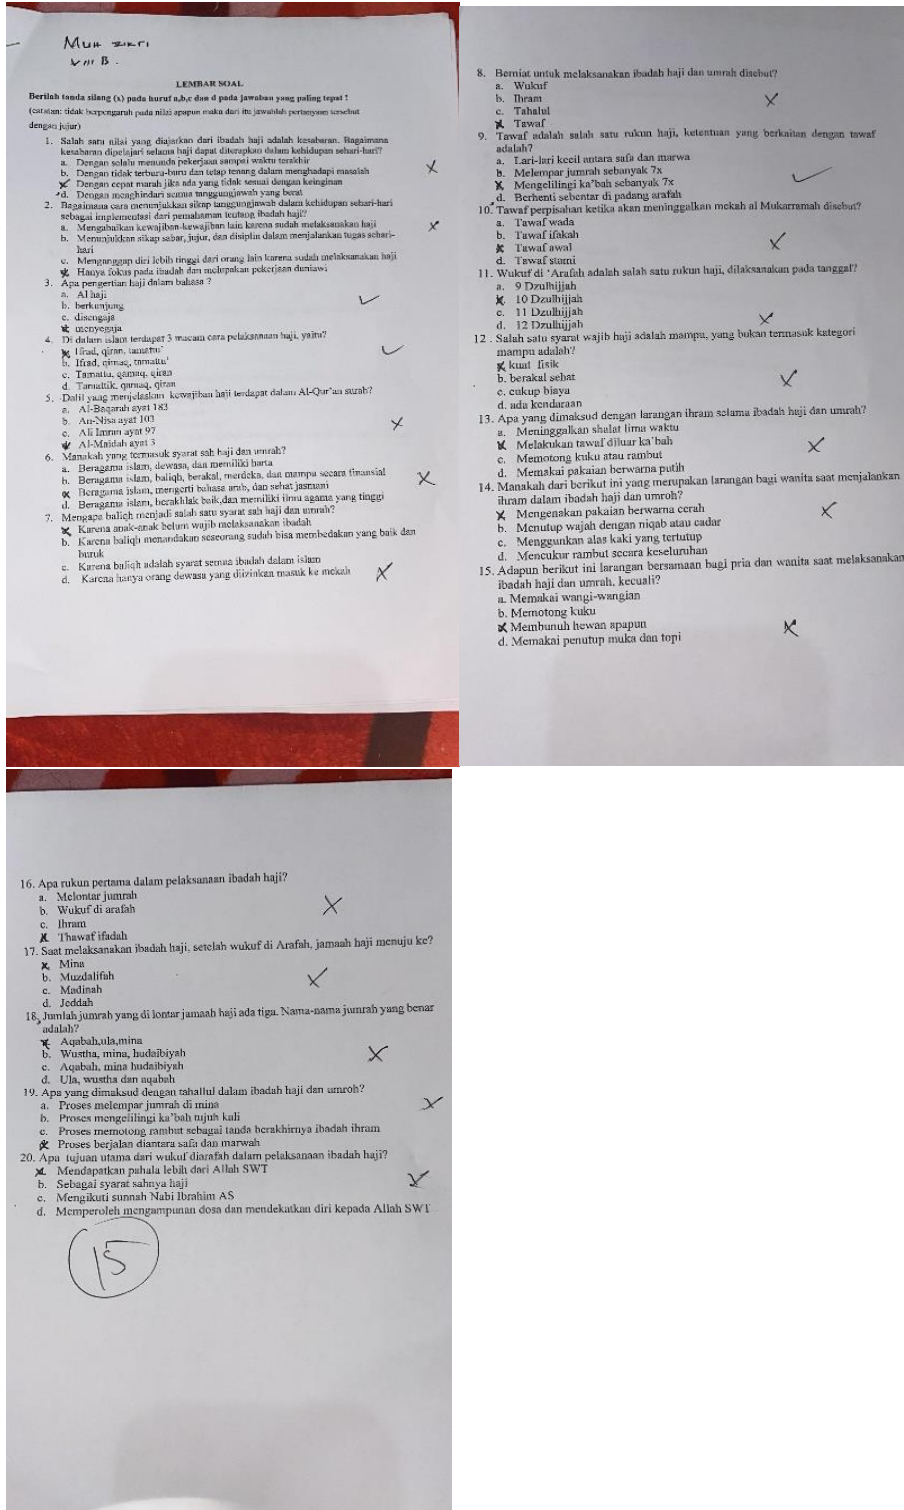 MUH ZIKRI
VIII B.
LEMBAR SOAL
Berilah tanda silang (x) pada huruf a,b,c dan d pada jawaban yang paling tepat !
(catatan: tidak berpengaruh pada nilai apapun maka dari itu jawablah pertanyaan tersebut
dengan jujur)
1. Salah satu nilai yang diajarkan dari ibadah haji adalah kesabaran. Bagaimana
kesabaran dipelajari selama haji dapat diterapkan dalam kehidupan sehari-hari?
a. Dengan selalu menunda pekerjaan sampai waktu terakhir
b. Dengan tidak terburu-buru dan tetap tenang dalam menghadapi masalah
Dengan cepat marah jika ada yang tidak sesuai dengan keinginan
d. Dengan menghindari semua tanggungjawab yang berat
2. Bagaimana cara menunjukkan sikap tanggungjawab dalam kehidupan sehari-hari
sebagai implementasi dari pemahaman tentang ibadah haji?
a. Mengabaikan kewajiban-kewajiban lain karena sudah melaksanakan haji
b. Menunjukkan sikap sabar, jujur, dan disiplin dalam menjalankan tugas sehari-
hari
c. Menganggap diri lebih tinggi dari orang lain karena sudah melaksanakan haji
Hanya fokus pada ibadah dan melupakan pekerjaan duniawi
3. Apa pengertian haji dalam bahasa ?
a. Al haji
b. berkunjung
c. disengaja
menyegaja
4. Di dalam islam terdapat 3 macam cara pelaksanaan haji, yaitu?
Ifrad, qiran, tamattu'
b. Ifrad, qirnaq, tamattu'
c. Tamattu, qamaq, qiran
d. Tamattik, qarnaq, qiran
5. Dalil yang menjelaskan kewajiban haji terdapat dalam Al-Qur'an surah?
a. Al-Baqarah ayat 183
b. An-Nisa ayat 103
c. Ali Imran ayat 97
Al-Maidah ayat 3
6. Manakah yang termasuk syarat sah haji dan umrah?
a. Beragama islam, dewasa, dan memiliki harta
b. Beragama islam, baliqh, berakal, merdeka, dan mampu secara finansial
Beragama islam, mengerti bahasa arab, dan sehat jasmani
d. Beragama islam, berakhlak baik,dan memiliki ilmu agama yang tinggi
7. Mengapa baliqh menjadi salah satu syarat sah haji dan umrah?
Karena anak-anak belum wajib melaksanakan ibadah
b. Karena baliqh menandakan seseorang sudah bisa membedakan yang baik dan
buruk
c. Karena baliqh adalah syarat semua ibadah dalam islam
d. Karena hanya orang dewasa yang diizinkan masuk ke mekah
8. Berniat untuk melaksanakan ibadah haji dan umrah disebut?
a. Wukuf
b. Ihram
c. Tahalul
Tawaf
9. Tawaf adalah salah satu rukun haji, ketentuan yang berkaitan dengan tawaf
adalah?
a. Lari-lari kecil antara safa dan marwa
b. Melempar jumrah sebanyak 7x
Mengelilingi ka'bah sebanyak 7x
d. Berhenti sebentar di padang arafah
10. Tawaf perpisahan ketika akan meninggalkan mekah al Mukarramah disebut?
a. Tawaf wada
b. Tawaf ifakah
Tawaf awal
d. Tawaf starni
11. Wukuf di 'Arafah adalah salah satu rukun haji, dilaksanakan pada tanggal?
a. 9 Dzulhijjah
10 Dzulhijjah
c. 11 Dzulhijjah
d. 12 Dzulhijjah
12 . Salah satu syarat wajib haji adalah mampu, yang bukan termasuk kategori
mampu adalah?
kuat fisik
b. berakal sehat
c. cukup biaya
d. ada kendaraan
13. Apa yang dimaksud dengan larangan ihram selama ibadah haji dan umrah?
a. Meninggalkan shalat lima waktu
Melakukan tawaf diluar ka'bah
c. Memotong kuku atau rambut
d. Memakai pakaian berwarna putih
14. Manakah dari berikut ini yang merupakan larangan bagi wanita saat menjalankan
ihram dalam ibadah haji dan umroh?
Mengenakan pakaian berwarna cerah
b. Menutup wajah dengan niqab atau cadar
c. Menggunkan alas kaki yang tertutup
d. Mencukur rambut secara keseluruhan
15. Adapun berikut ini larangan bersamaan bagi pria dan wanita saat melaksanakan
ibadah haji dan umrah, kecuali?
a. Memakai wangi-wangian
b. Memotong kuku
Membunuh hewan apapun
d. Memakai penutup muka dan topi
16. Apa rukun pertama dalam pelaksanaan ibadah haji?
a. Melontar jumrah
b. Wukuf di arafah
c. Ihram
Thawaf ifadah
17. Saat melaksanakan ibadah haji, setelah wukuf di Arafah, jamaah haji menuju ke?
Mina
b. Muzdalifah
c. Madinah
d. Jeddah
18. Jumlah jumrah yang di lontar jamaah haji ada tiga. Nama-nama jumrah yang benar
adalah?
Aqabah,ula,mina
b. Wustha, mina, hudaibiyah
c. Aqabah, mina hudaibiyah
d. Ula, wustha dan aqabah
19. Apa yang dimaksud dengan tahallul dalam ibadah haji dan umroh?
a. Proses melempar jumrah di mina
b. Proses mengelilingi ka'bah tujuh kali
c. Proses memotong rambut sebagai tanda berakhirnya ibadah ihram
Proses berjalan diantara safa dan marwah
20. Apa tujuan utama dari wukuf diarafah dalam pelaksanaan ibadah haji?
Mendapatkan pahala lebih dari Allah SWT
b. Sebagai syarat sahnya haji
c. Mengikuti sunnah Nabi Ibrahim AS
d. Memperoleh mengampunan dosa dan mendekatkan diri kepada Allah SWT
15